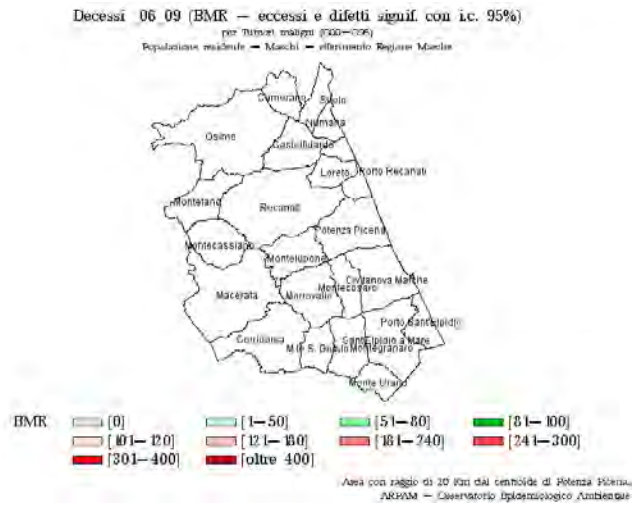 Decessi 06 09 (BMR — eccessi e difetti signif. con i.c. 95%)
per Tumori maligni
Popolazione residente — Maschi — riferimento Regione Marche
Camerano
Sirolo
Numana
Osimo
Castelfidardo
Loreto
Porto Recanati
Montefano
Recanati
Potenza Picena
Montecassiano
Montelupone
Civitanova Marche
Macerata
Morrovalle
Montecosaro
Porto Sant'Elpidio
Corridonia
Sant'Elpidio a Mare
Montegranaro
Monte Urano
BMR [0] [1—50] [51—80] [81—100]
[101—120] [121—180] [181—240] [241—300]
[301—400] [oltre 400]
Area con raggio di 20 Km dal centroide di Potenza Picena.
ARPAM — Osservatorio Epidemiologico Ambientale